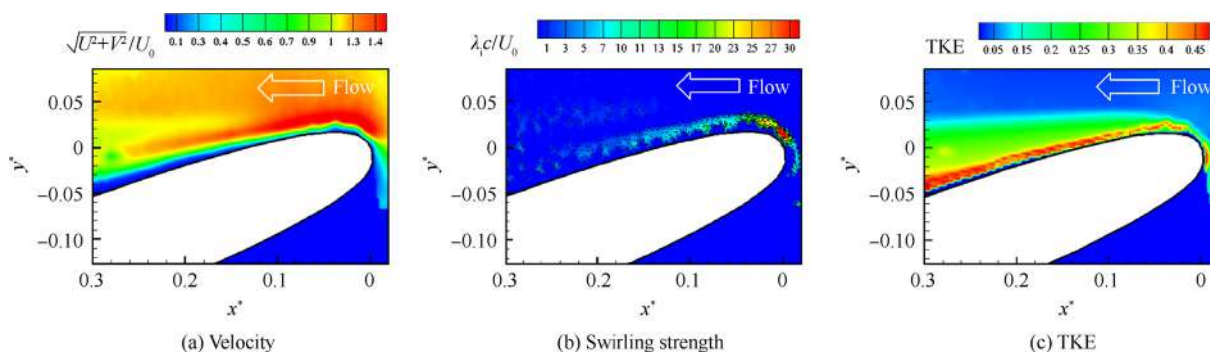 √U²+V²/U₀
0.1 0.4 0.6 0.7 0.9 1 1.3 1.4
0.05
0
−0.05
−0.10
y*
Flow
0.3 0.2 0.1 0
x*
(a) Velocity
λᵢc/U₀
1 3 5 7 10 11 13 15 17 20 23 25 27 30
0.05
0
−0.05
−0.10
y*
Flow
0.3 0.2 0.1 0
x*
(b) Swirling strength
TKE
0.05 0.15 0.2 0.25 0.3 0.35 0.4 0.45
0.05
0
−0.05
−0.10
y*
Flow
0.3 0.2 0.1 0
x*
(c) TKE